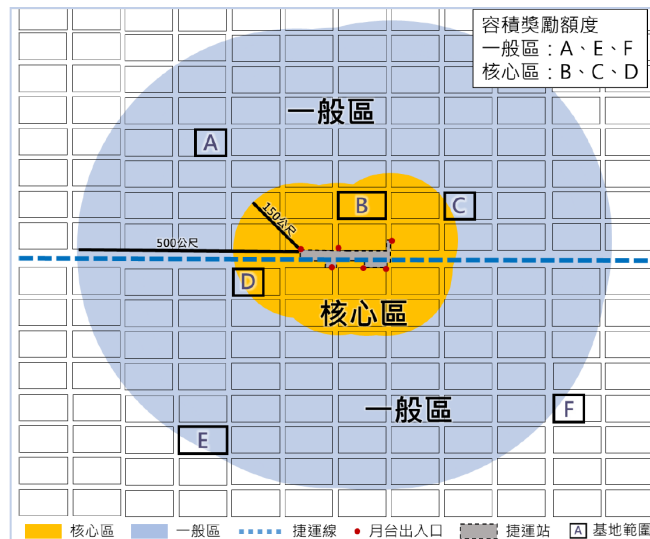 容積獎勵額度
一般區：A、E、F
核心區：B、C、D
一般區
A
150公尺
B
C
500公尺
D
核心區
一般區
F
E
核心區
一般區
捷運線
月台出入口
捷運站
A
基地範圍